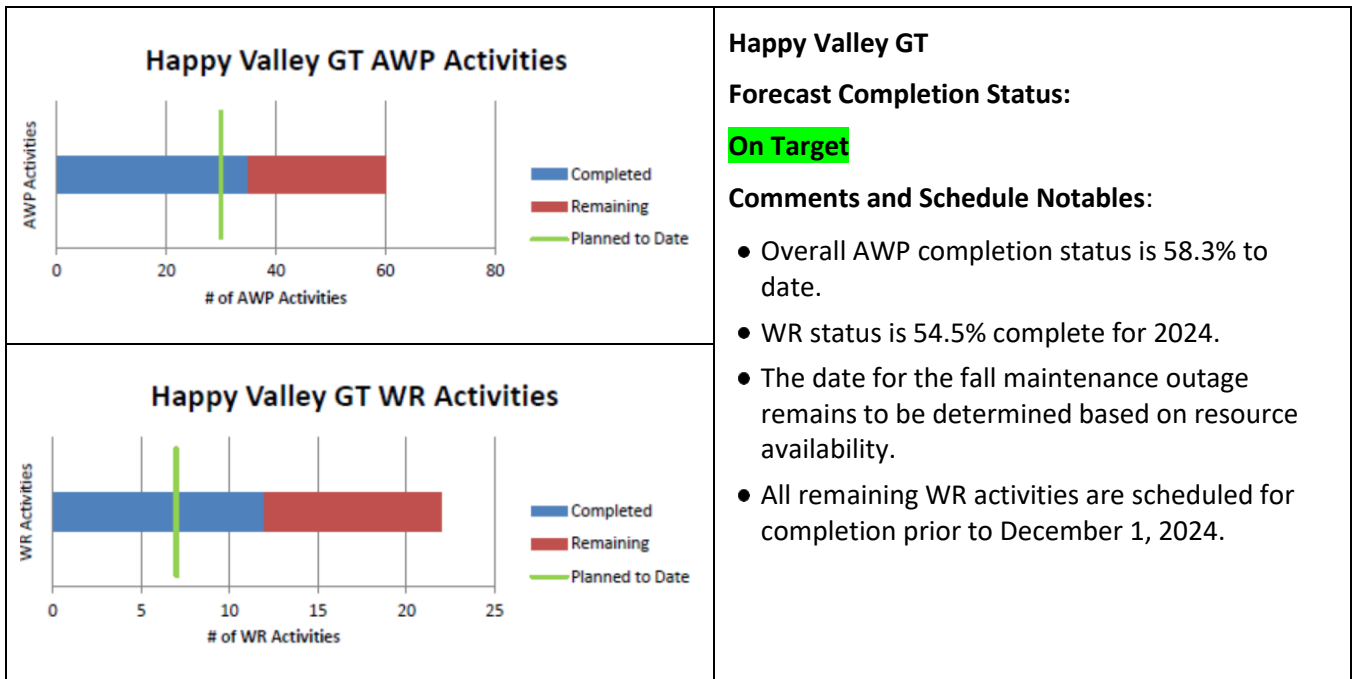 Happy Valley GT AWP Activities
AWP Activities
Completed
Remaining
Planned to Date
0 20 40 60 80
# of AWP Activities
Happy Valley GT WR Activities
WR Activities
Completed
Remaining
Planned to Date
0 5 10 15 20 25
# of WR Activities
Happy Valley GT
Forecast Completion Status:
On Target
Comments and Schedule Notables:
• Overall AWP completion status is 58.3% to
date.
• WR status is 54.5% complete for 2024.
• The date for the fall maintenance outage
remains to be determined based on resource
availability.
• All remaining WR activities are scheduled for
completion prior to December 1, 2024.